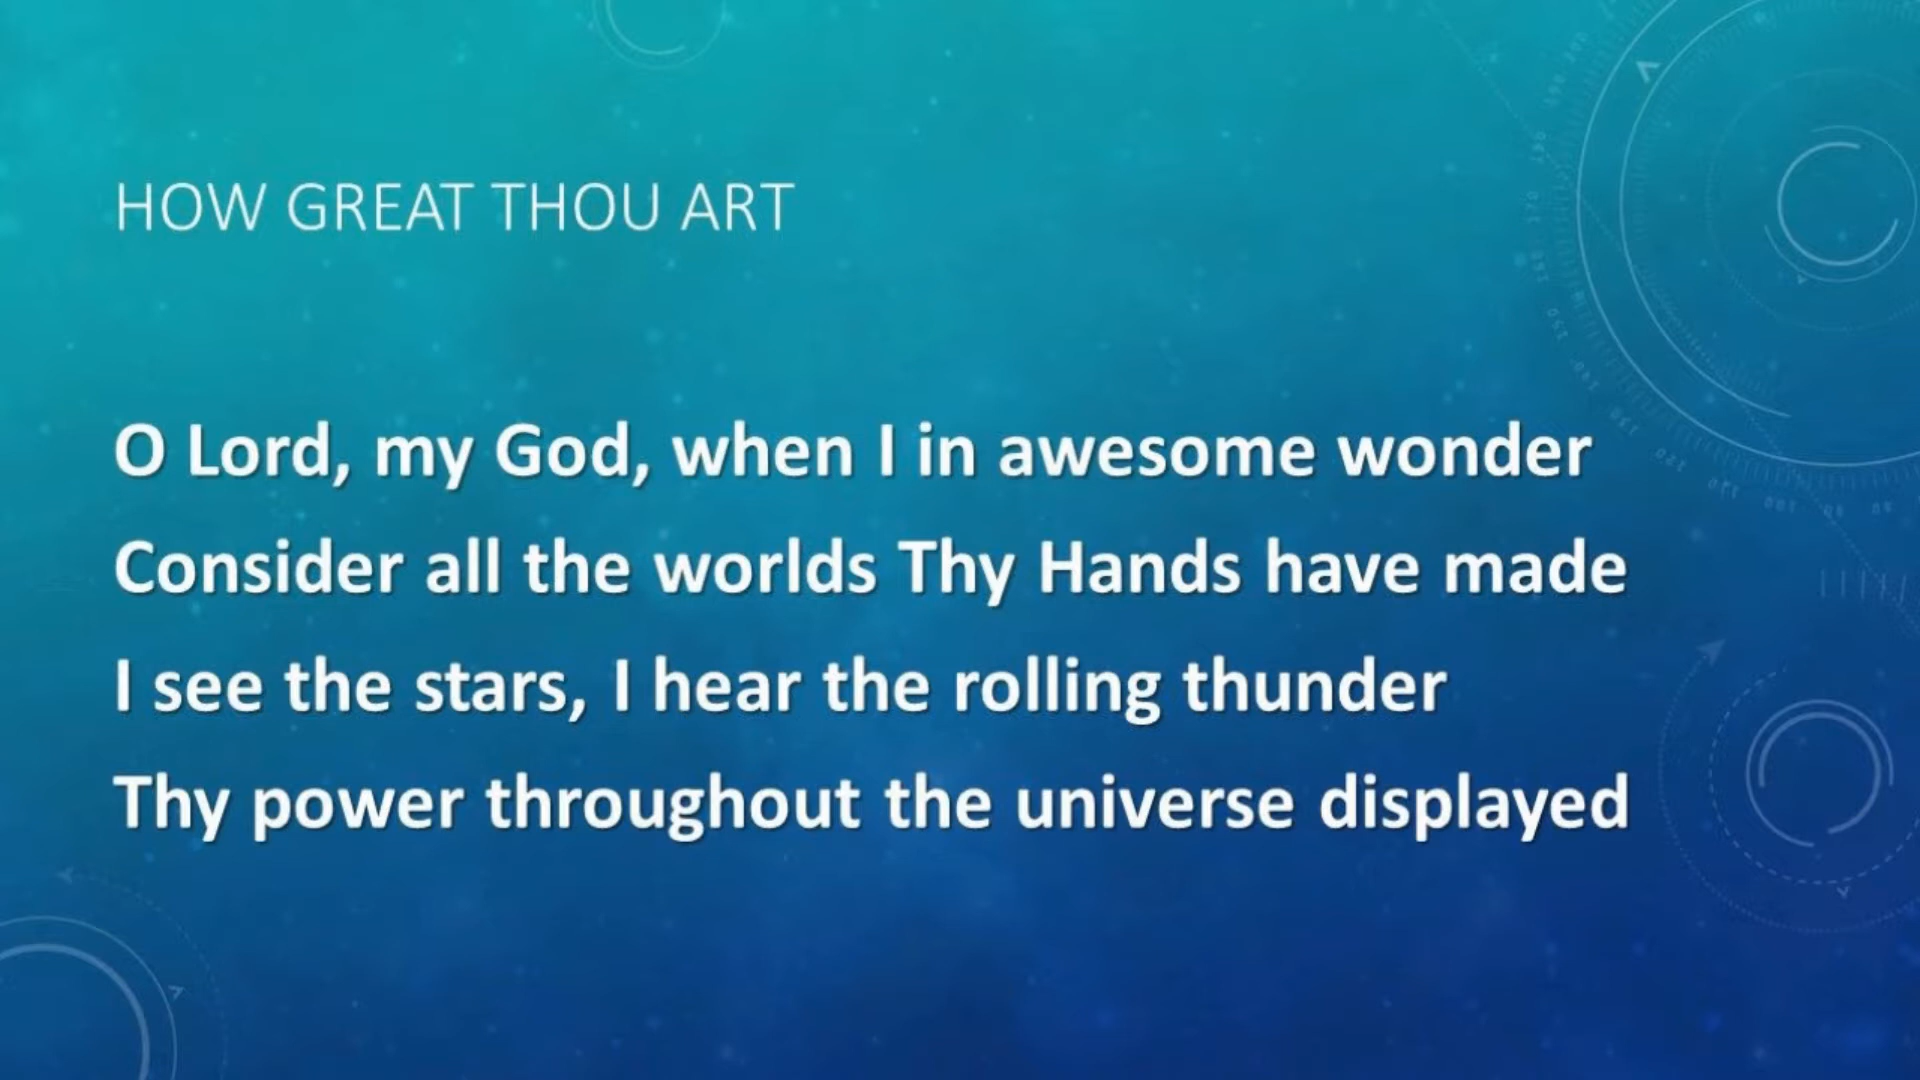 HOW GREAT THOU ART
O Lord, my God, when I in awesome wonder
Consider all the worlds Thy Hands have made
I see the stars, I hear the rolling thunder
Thy power throughout the universe displayed